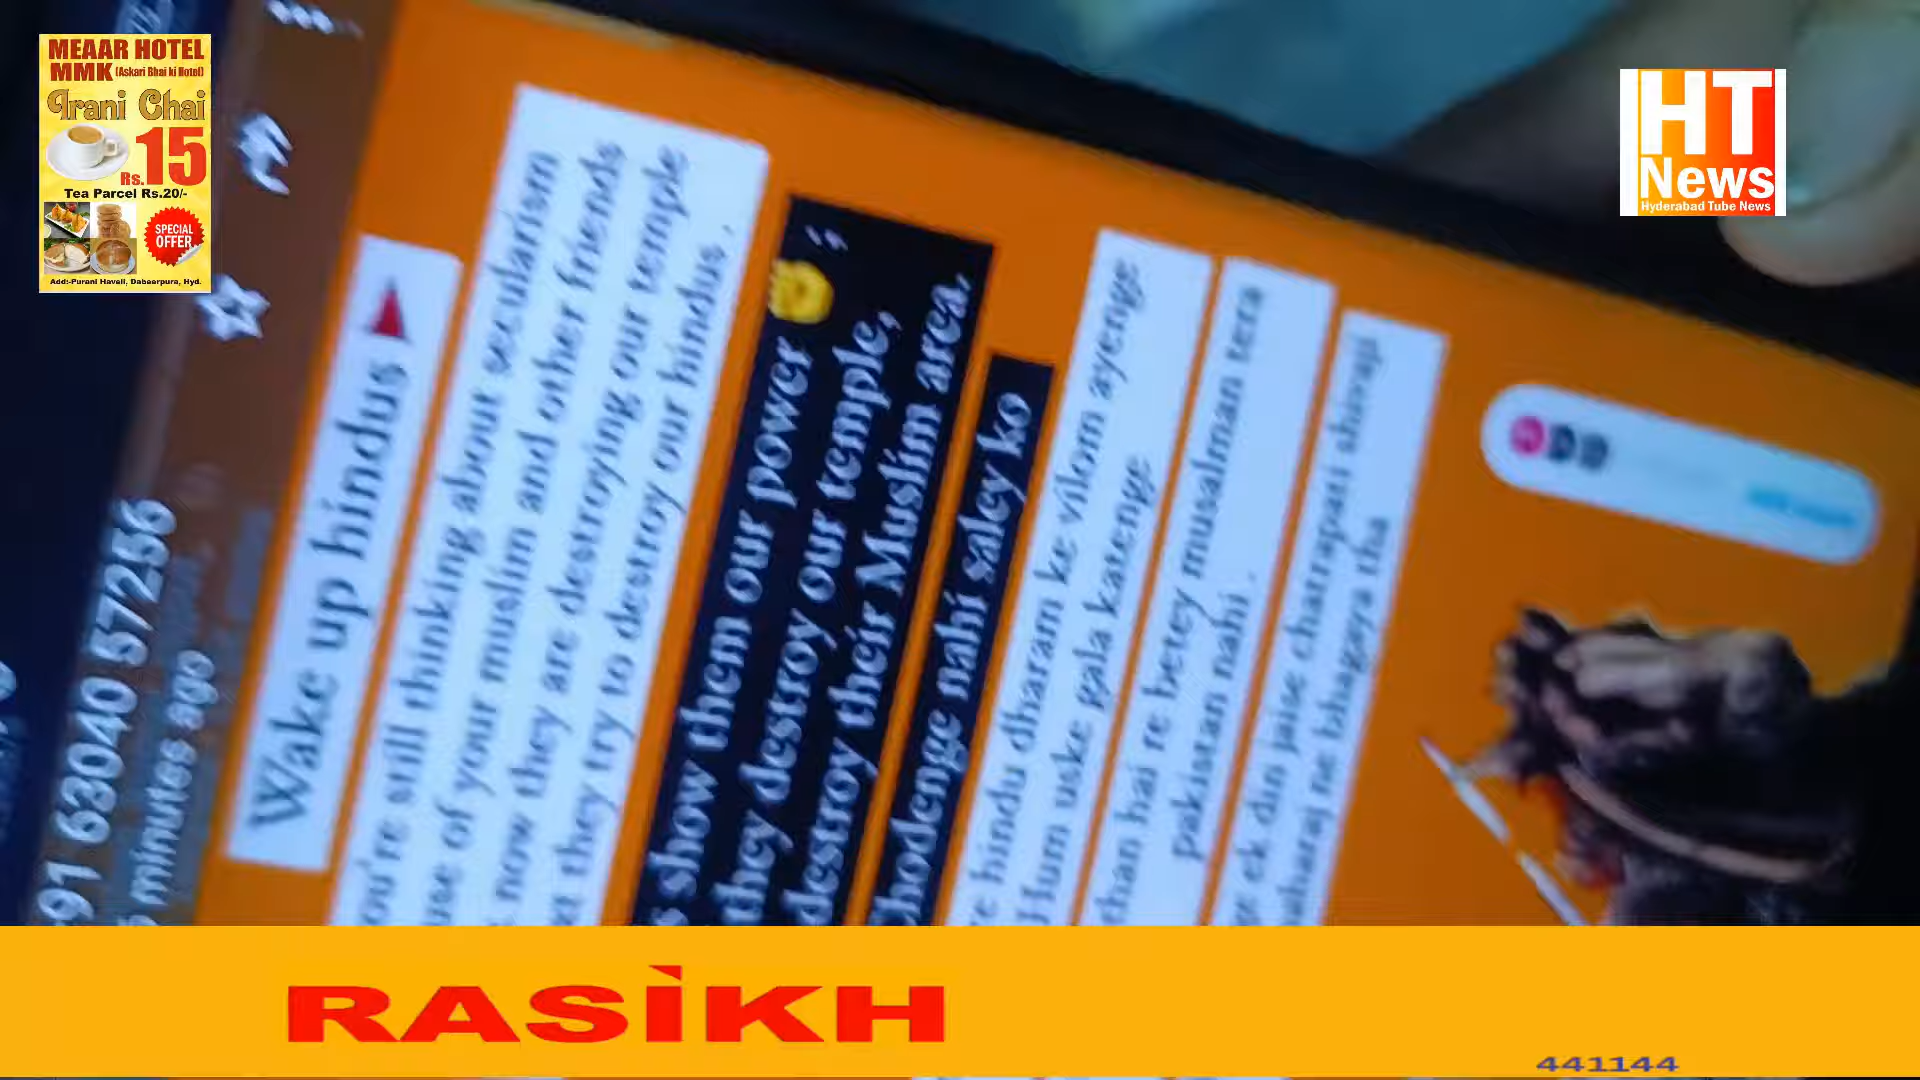 MEAAR HOTEL
MMK (Askari Bhai ki Hotel)
Irani Chai
Rs. 15
Tea Parcel Rs.20/-
SPECIAL OFFER
Add:-Purani Haveli, Dabeerpura, Hyd.
HT
News
Hyderabad Tube News
91 63040 57256
minutes ago
Wake up hindus
you're still thinking about secularism
use of your muslim and other friends
now they are destroying our temple
they try to destroy our hindus .
show them our power ,
they destroy our temple,
destroy their Muslim area.
hodenge nahi saley ko
hindu dharam ke vilom ayenge
Hum uske gala katenge
than hai re betey musalman tera
pakistan nahi .
ek din jaise chatrapati shivaji
maharaj ne bhagaya tha
RASIKH
441144